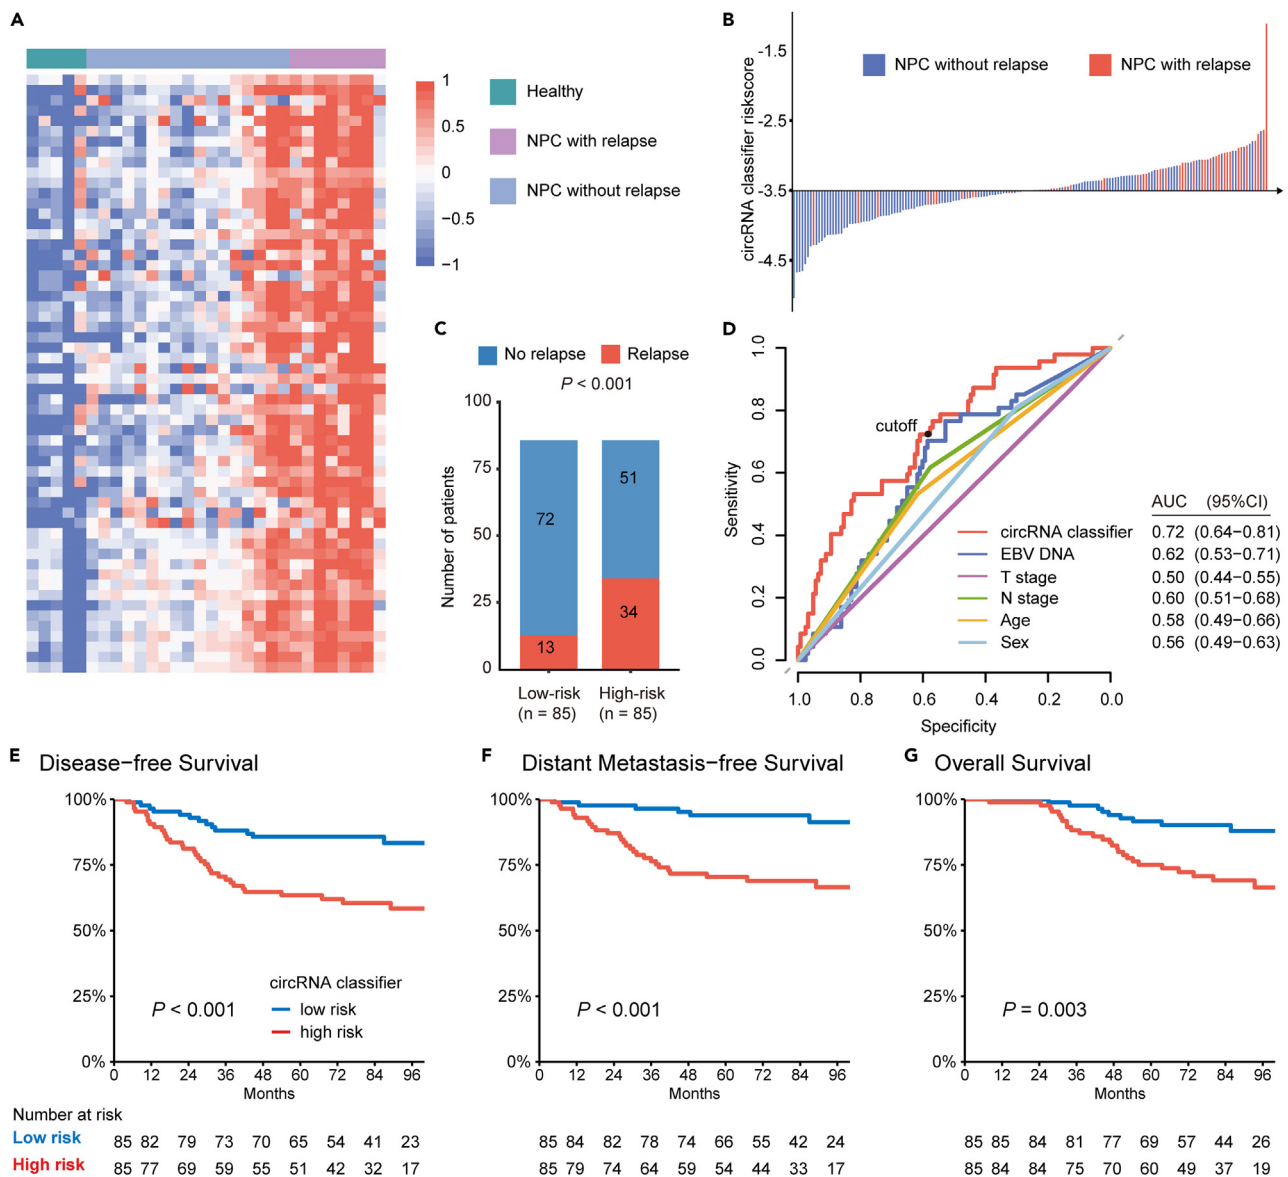 A
1
0.5
0
−0.5
−1
Healthy
NPC with relapse
NPC without relapse
B
circRNA classifier riskscore
-1.5
-2.5
-3.5
-4.5
NPC without relapse
NPC with relapse
C
No relapse
Relapse
P < 0.001
Number of patients
100
75
50
25
0
72
13
51
34
Low-risk
(n = 85)
High-risk
(n = 85)
D
Sensitivity
1.0
0.8
0.6
0.4
0.2
0.0
cutoff
1.0 0.8 0.6 0.4 0.2 0.0
Specificity
AUC (95%CI)
circRNA classifier 0.72 (0.64−0.81)
EBV DNA 0.62 (0.53−0.71)
T stage 0.50 (0.44−0.55)
N stage 0.60 (0.51−0.68)
Age 0.58 (0.49−0.66)
Sex 0.56 (0.49−0.63)
E Disease−free Survival
100%
75%
50%
25%
0%
P < 0.001
circRNA classifier
low risk
high risk
0 12 24 36 48 60 72 84 96
Months
Number at risk
Low risk 85 82 79 73 70 65 54 41 23
High risk 85 77 69 59 55 51 42 32 17
F Distant Metastasis−free Survival
100%
75%
50%
25%
0%
P < 0.001
0 12 24 36 48 60 72 84 96
Months
85 84 82 78 74 66 55 42 24
85 79 74 64 59 54 44 33 17
G Overall Survival
100%
75%
50%
25%
0%
P = 0.003
0 12 24 36 48 60 72 84 96
Months
85 85 84 81 77 69 57 44 26
85 84 84 75 70 60 49 37 19